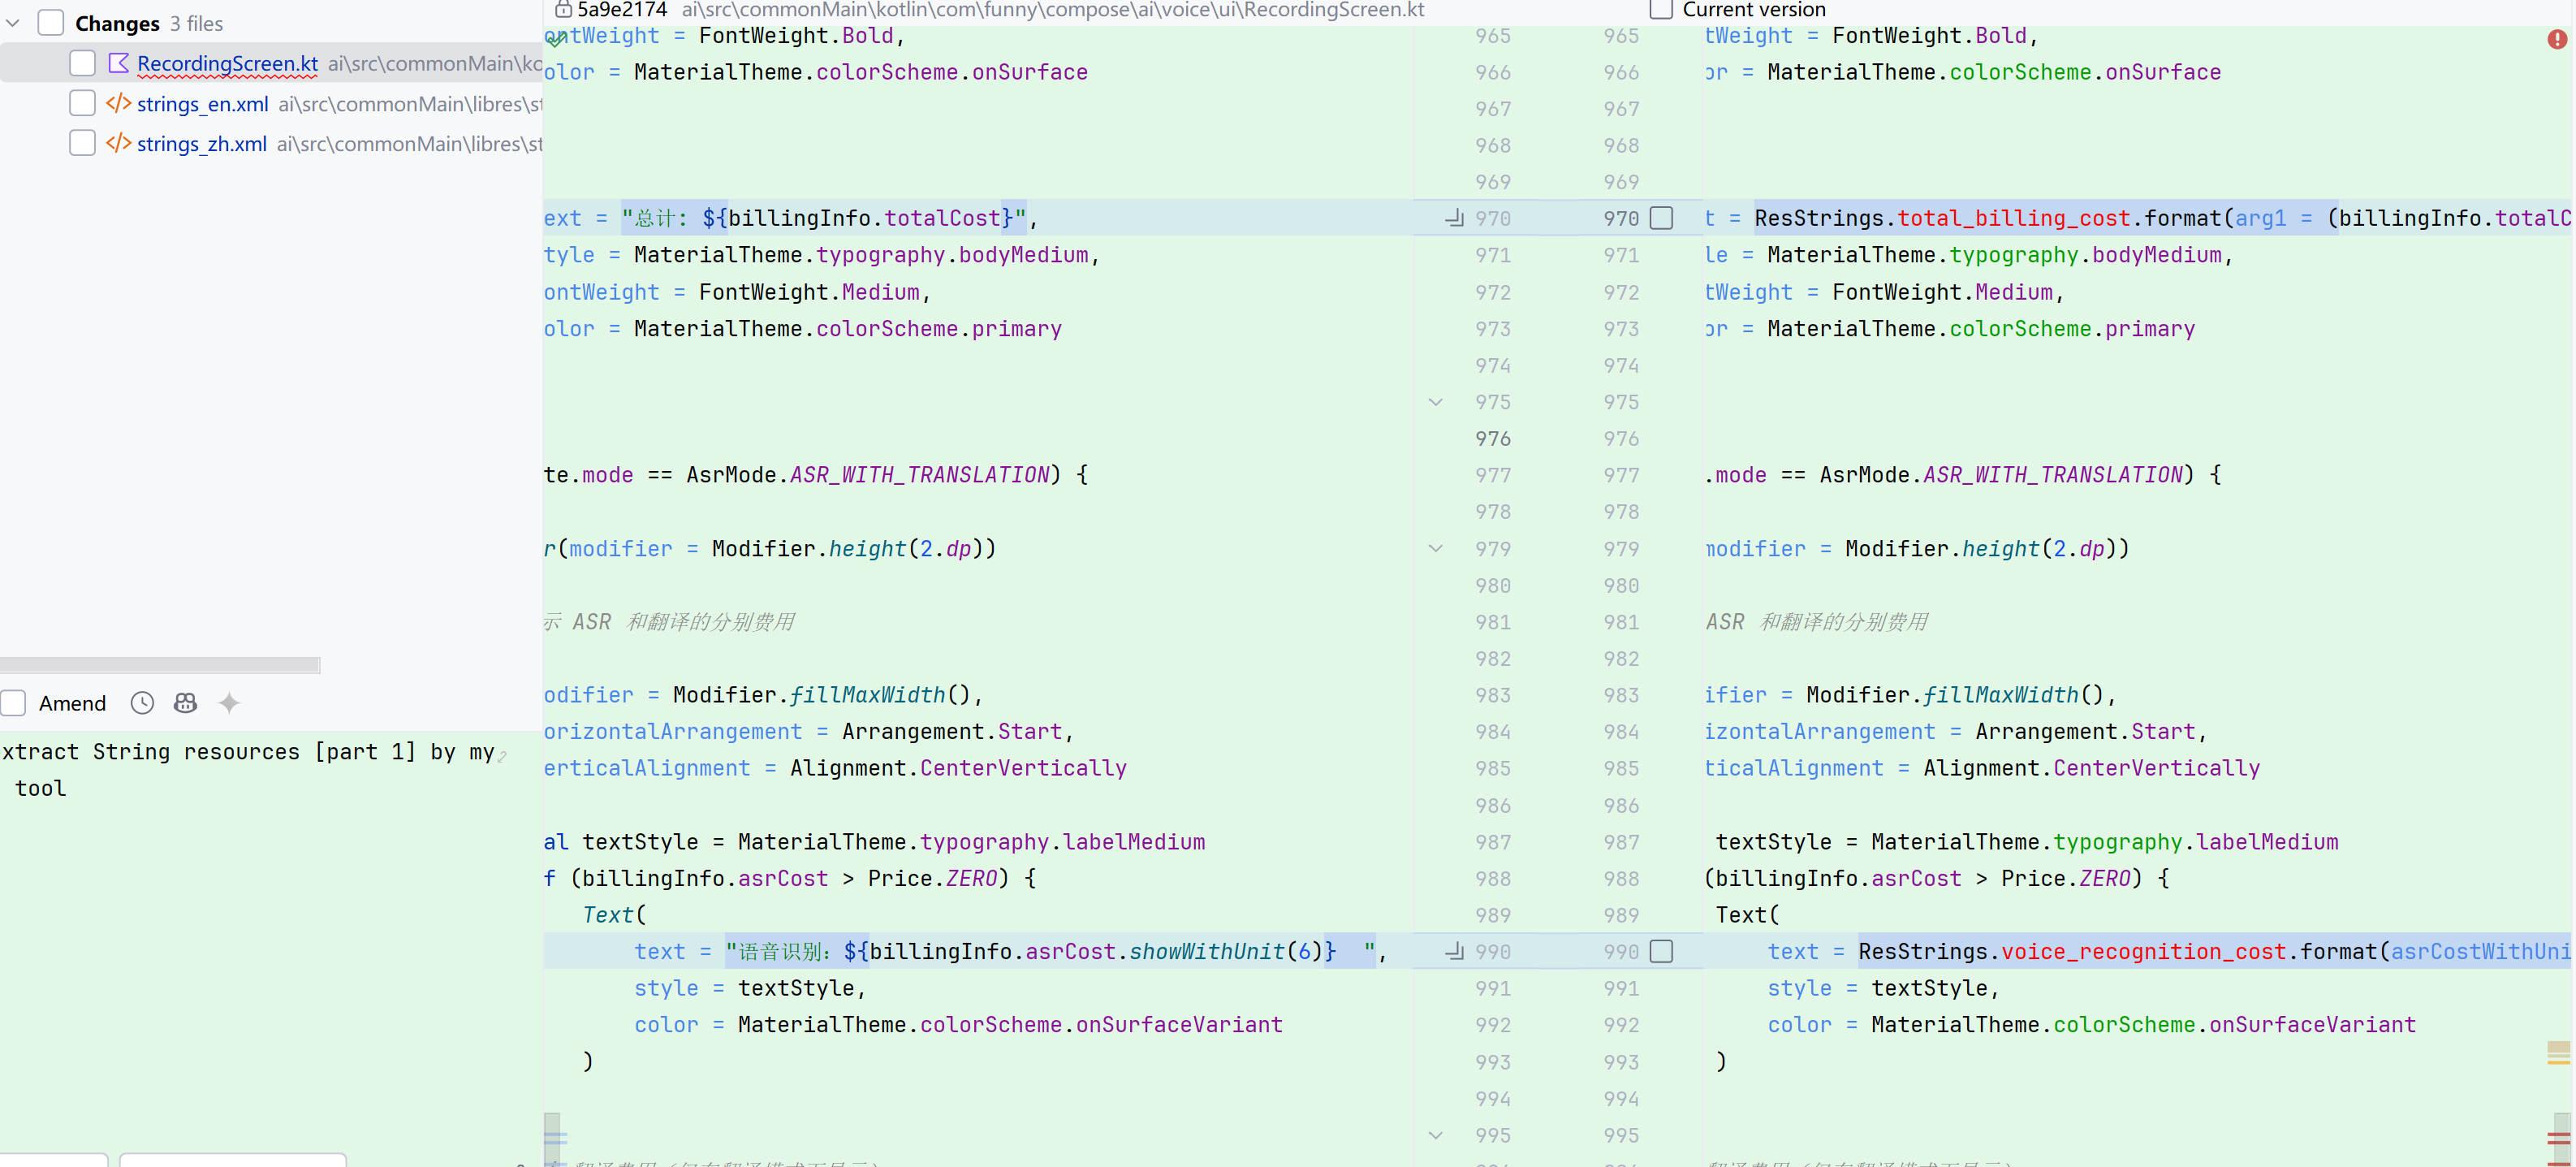 Changes 3 files
RecordingScreen.kt ai\src\commonMain\ko
strings_en.xml ai\src\commonMain\libres\st
strings_zh.xml ai\src\commonMain\libres\st
Amend
xtract String resources [part 1] by my
tool
5a9e2174 ai\src\commonMain\kotlin\com\funny\compose\ai\voice\ui\RecordingScreen.kt
ontWeight = FontWeight.Bold,
olor = MaterialTheme.colorScheme.onSurface
ext = "总计: ${billingInfo.totalCost}",
tyle = MaterialTheme.typography.bodyMedium,
ontWeight = FontWeight.Medium,
olor = MaterialTheme.colorScheme.primary
te.mode == AsrMode.ASR_WITH_TRANSLATION) {
r(modifier = Modifier.height(2.dp))
示 ASR 和翻译的分别费用
odifier = Modifier.fillMaxWidth(),
orizontalArrangement = Arrangement.Start,
erticalAlignment = Alignment.CenterVertically
al textStyle = MaterialTheme.typography.labelMedium
f (billingInfo.asrCost > Price.ZERO) {
Text(
text = "语音识别: ${billingInfo.asrCost.showWithUnit(6)}  ",
style = textStyle,
color = MaterialTheme.colorScheme.onSurfaceVariant
)
965 965
966 966
967 967
968 968
969 969
970 970
971 971
972 972
973 973
974 974
975 975
976 976
977 977
978 978
979 979
980 980
981 981
982 982
983 983
984 984
985 985
986 986
987 987
988 988
989 989
990 990
991 991
992 992
993 993
994 994
995 995
Current version
tWeight = FontWeight.Bold,
or = MaterialTheme.colorScheme.onSurface
t = ResStrings.total_billing_cost.format(arg1 = (billingInfo.totalC
le = MaterialTheme.typography.bodyMedium,
tWeight = FontWeight.Medium,
or = MaterialTheme.colorScheme.primary
.mode == AsrMode.ASR_WITH_TRANSLATION) {
modifier = Modifier.height(2.dp))
ASR 和翻译的分别费用
ifier = Modifier.fillMaxWidth(),
izontalArrangement = Arrangement.Start,
ticalAlignment = Alignment.CenterVertically
textStyle = MaterialTheme.typography.labelMedium
(billingInfo.asrCost > Price.ZERO) {
Text(
text = ResStrings.voice_recognition_cost.format(asrCostWithUni
style = textStyle,
color = MaterialTheme.colorScheme.onSurfaceVariant
)